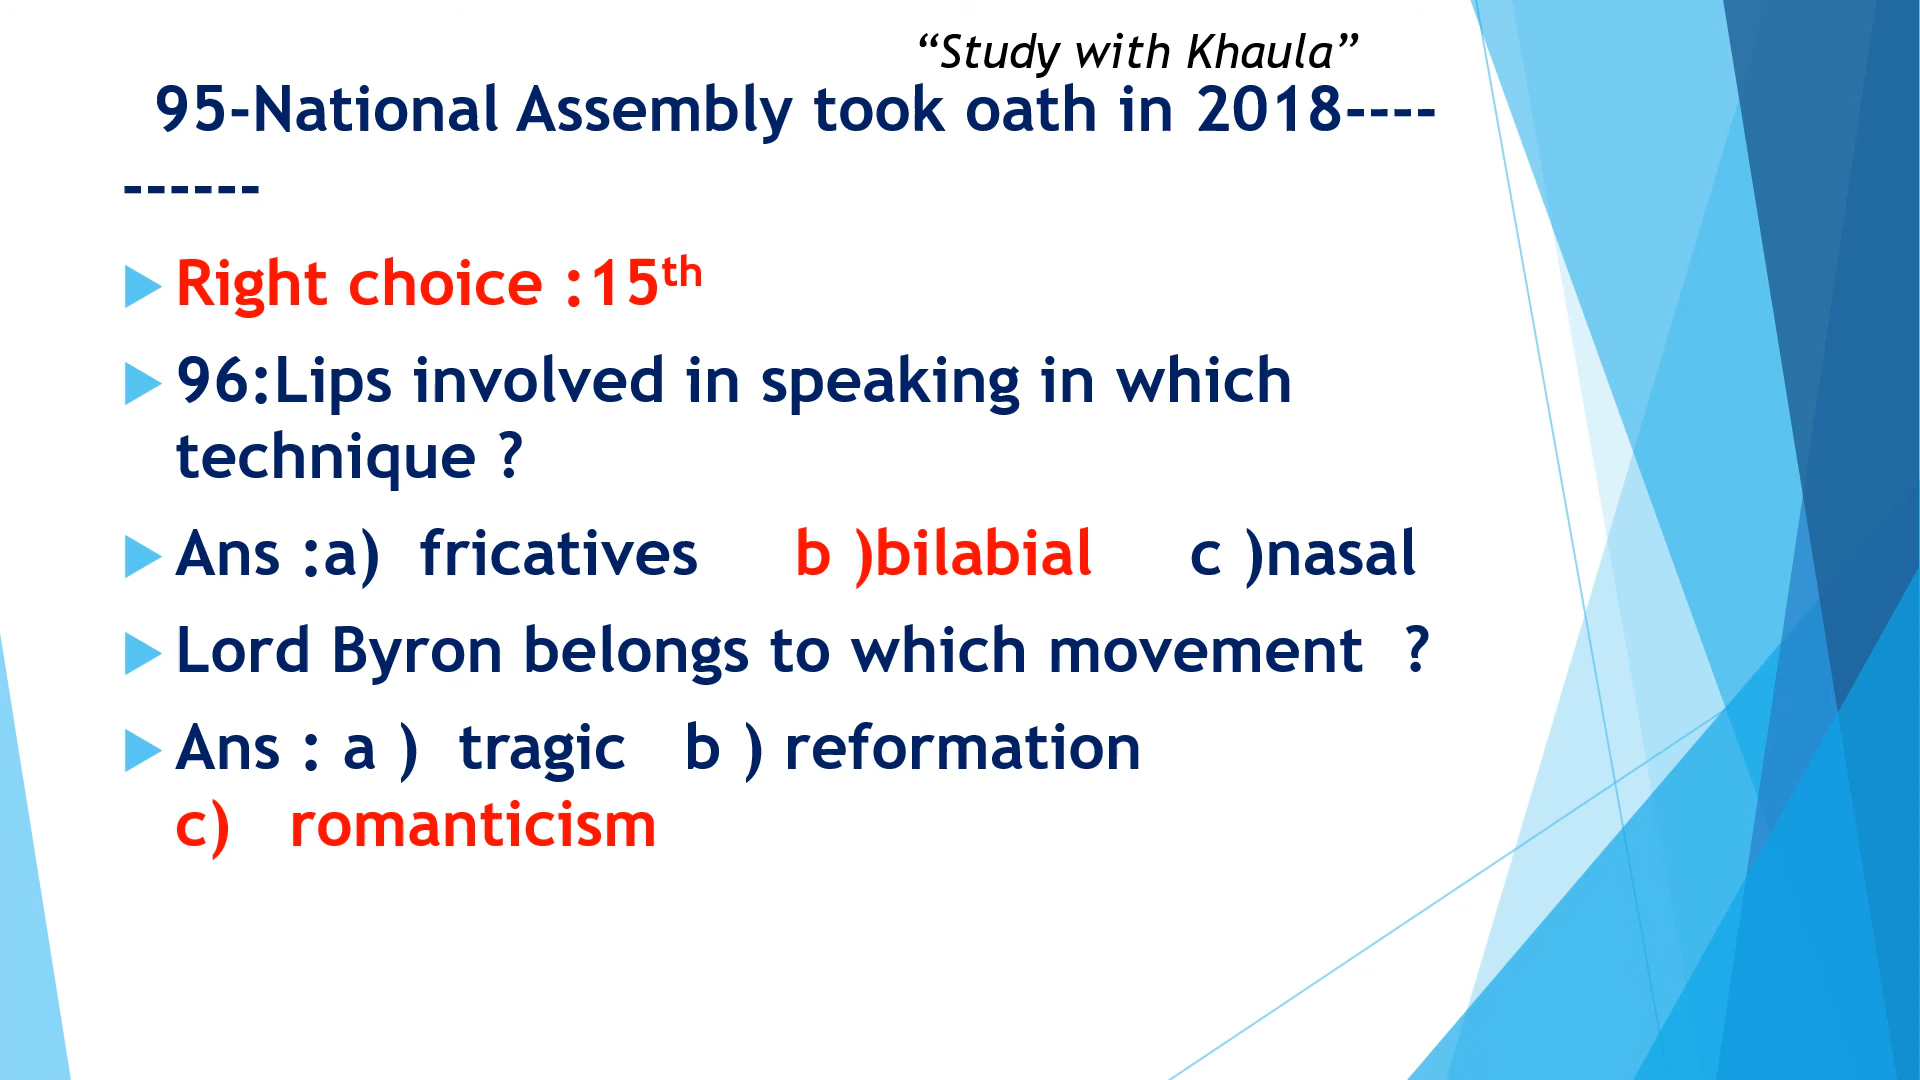 “Study with Khaula”
95-National Assembly took oath in 2018----
------
Right choice :15th
96:Lips involved in speaking in which
technique ?
Ans :a) fricatives b )bilabial c )nasal
Lord Byron belongs to which movement ?
Ans : a ) tragic b ) reformation
c) romanticism